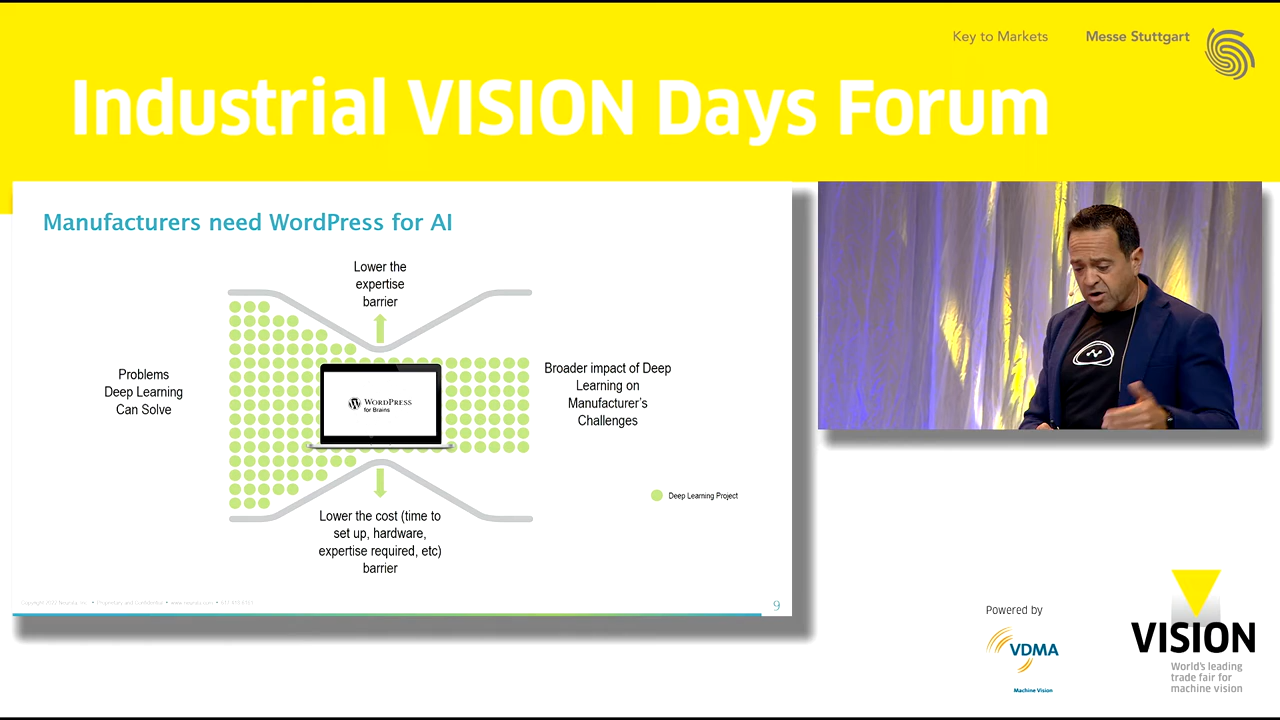 Key to Markets
Messe Stuttgart
Industrial VISION Days Forum
Manufacturers need WordPress for AI
Lower the
expertise
barrier
Problems
Deep Learning
Can Solve
WORDPRESS
for Brains
Broader impact of Deep
Learning on
Manufacturer's
Challenges
Deep Learning Project
Lower the cost (time to
set up, hardware,
expertise required, etc)
barrier
9
Powered by
VDMA
Machine Vision
VISION
World's leading
trade fair for
machine vision